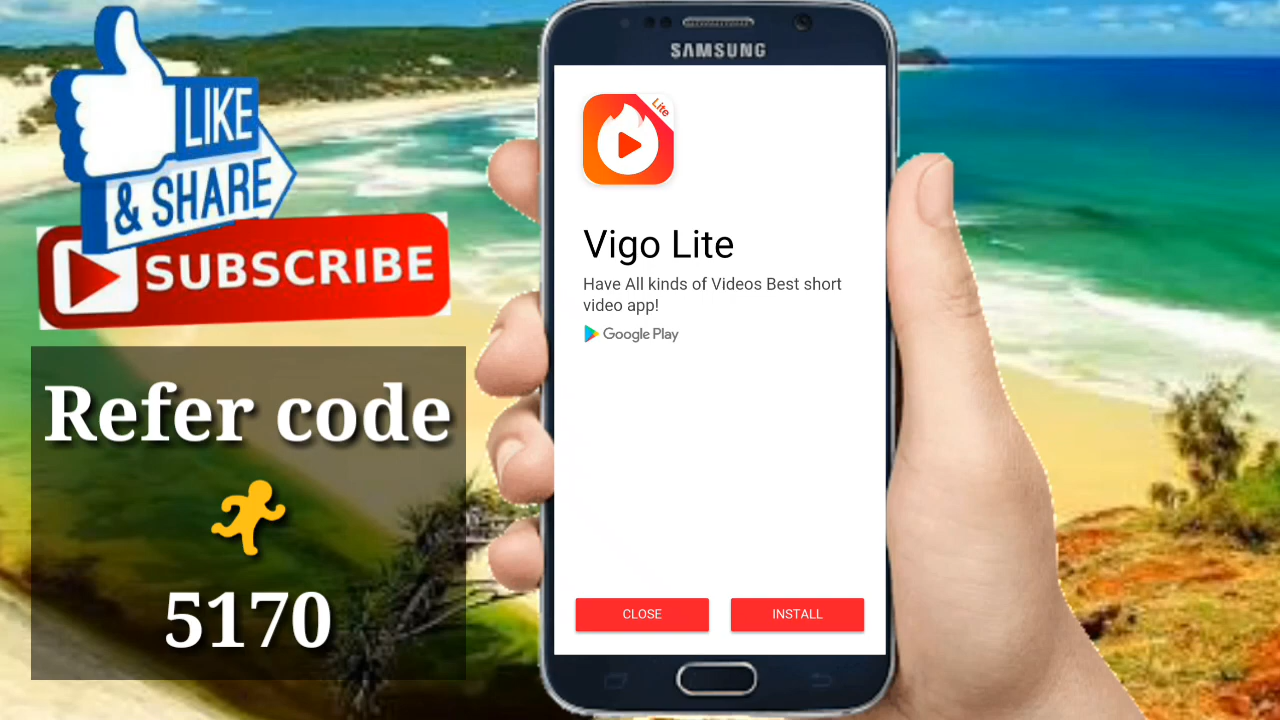 LIKE
& SHARE
SUBSCRIBE
Refer code
5170
SAMSUNG
Lite
Vigo Lite
Have All kinds of Videos Best short
video app!
Google Play
CLOSE
INSTALL